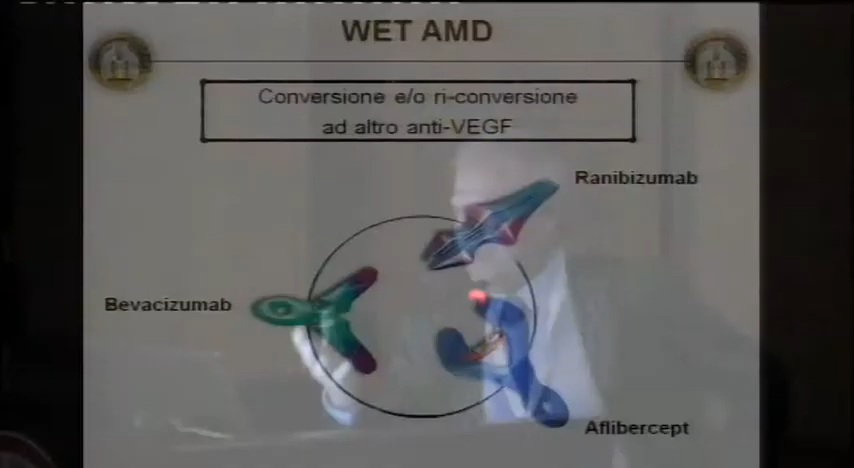 WET AMD
Conversione e/o ri-conversione
ad altro anti-VEGF
Ranibizumab
Bevacizumab
Aflibercept